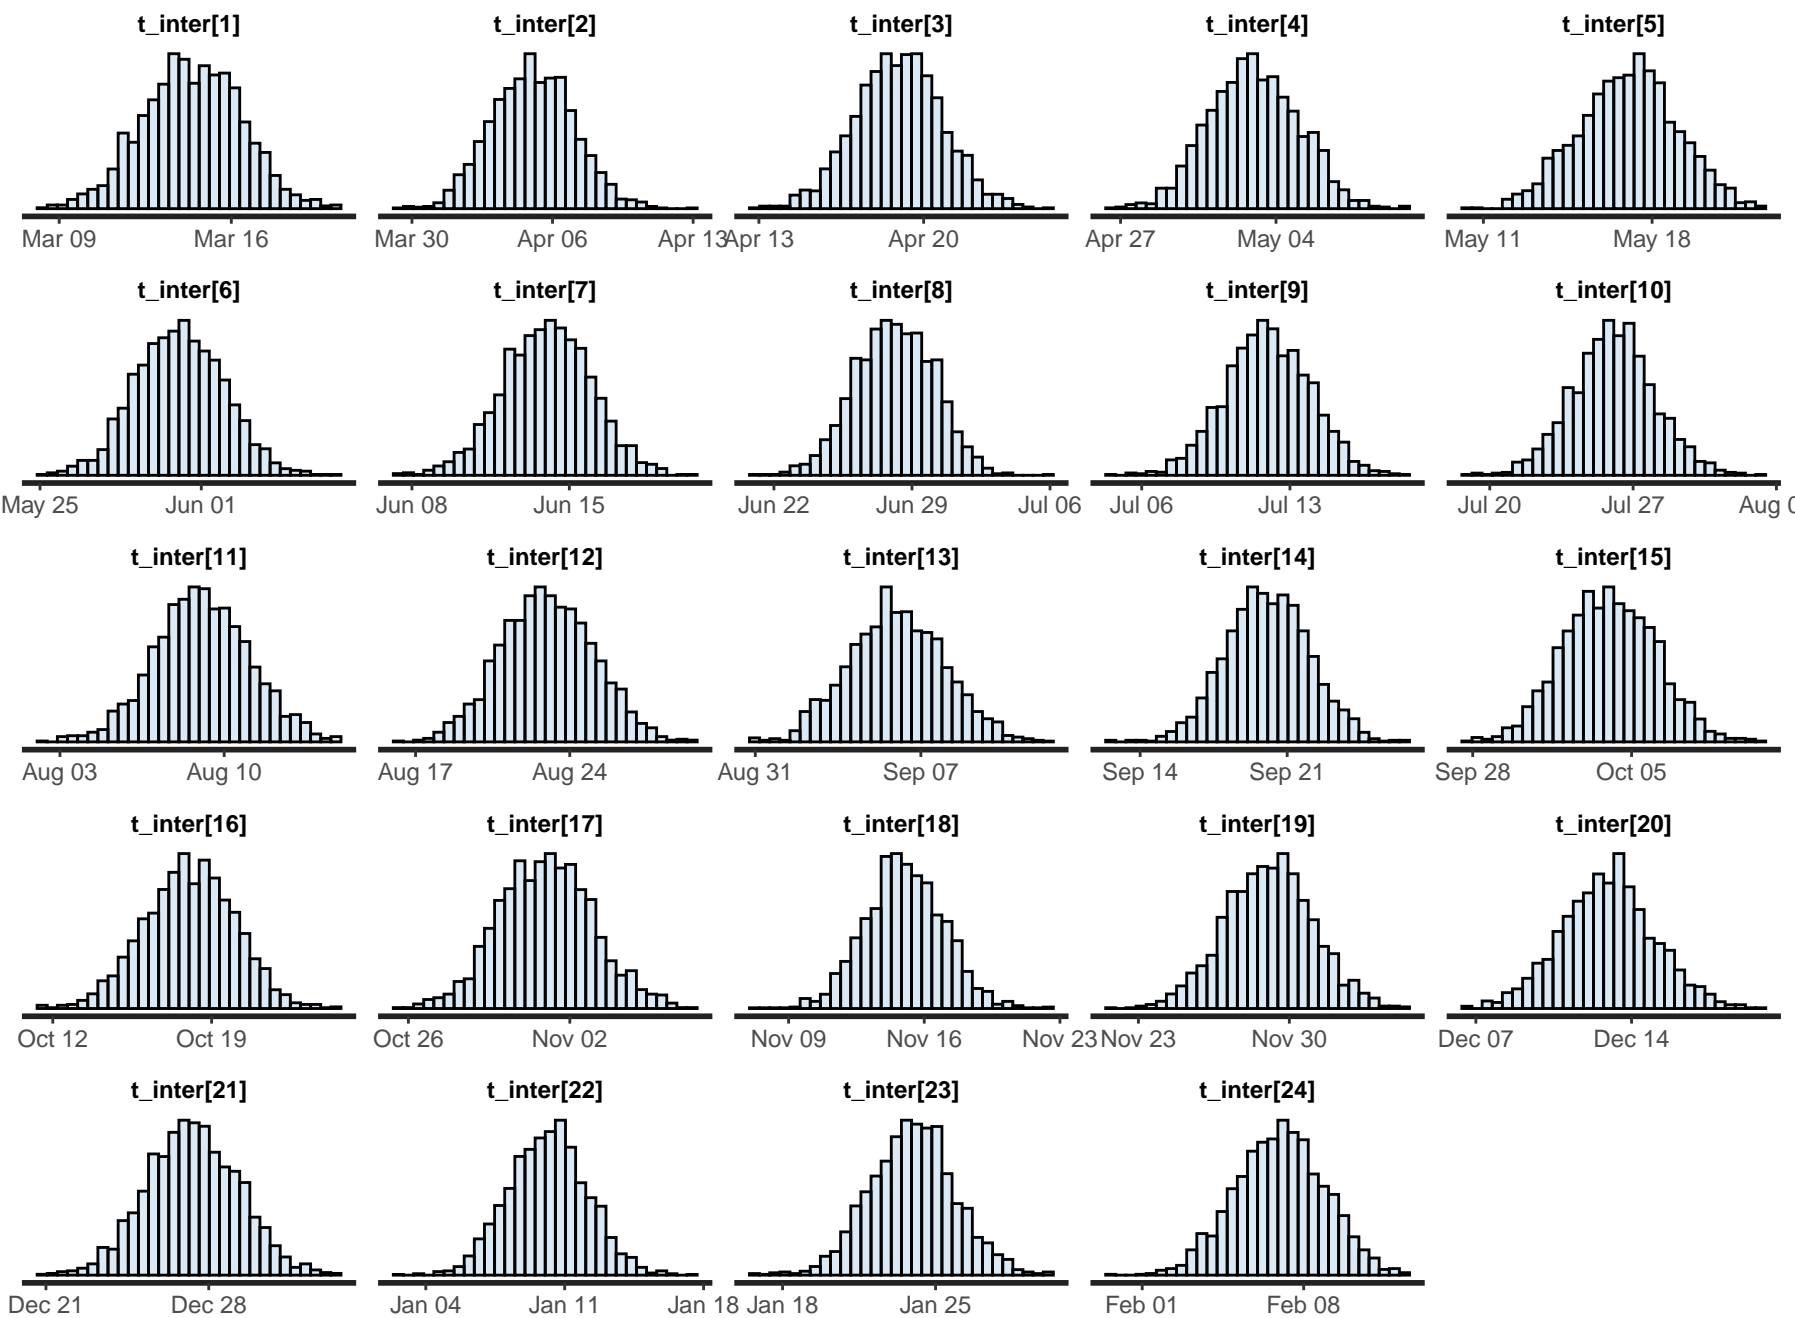 t_inter[1] t_inter[2] t_inter[3] t_inter[4] t_inter[5]
Mar 09 Mar 16 Mar 30 Apr 06 Apr 13 Apr 13 Apr 20 Apr 27 May 04 May 11 May 18
t_inter[6] t_inter[7] t_inter[8] t_inter[9] t_inter[10]
May 25 Jun 01 Jun 08 Jun 15 Jun 22 Jun 29 Jul 06 Jul 06 Jul 13 Jul 20 Jul 27 Aug
t_inter[11] t_inter[12] t_inter[13] t_inter[14] t_inter[15]
Aug 03 Aug 10 Aug 17 Aug 24 Aug 31 Sep 07 Sep 14 Sep 21 Sep 28 Oct 05
t_inter[16] t_inter[17] t_inter[18] t_inter[19] t_inter[20]
Oct 12 Oct 19 Oct 26 Nov 02 Nov 09 Nov 16 Nov 23 Nov 23 Nov 30 Dec 07 Dec 14
t_inter[21] t_inter[22] t_inter[23] t_inter[24]
Dec 21 Dec 28 Jan 04 Jan 11 Jan 18 Jan 18 Jan 25 Feb 01 Feb 08